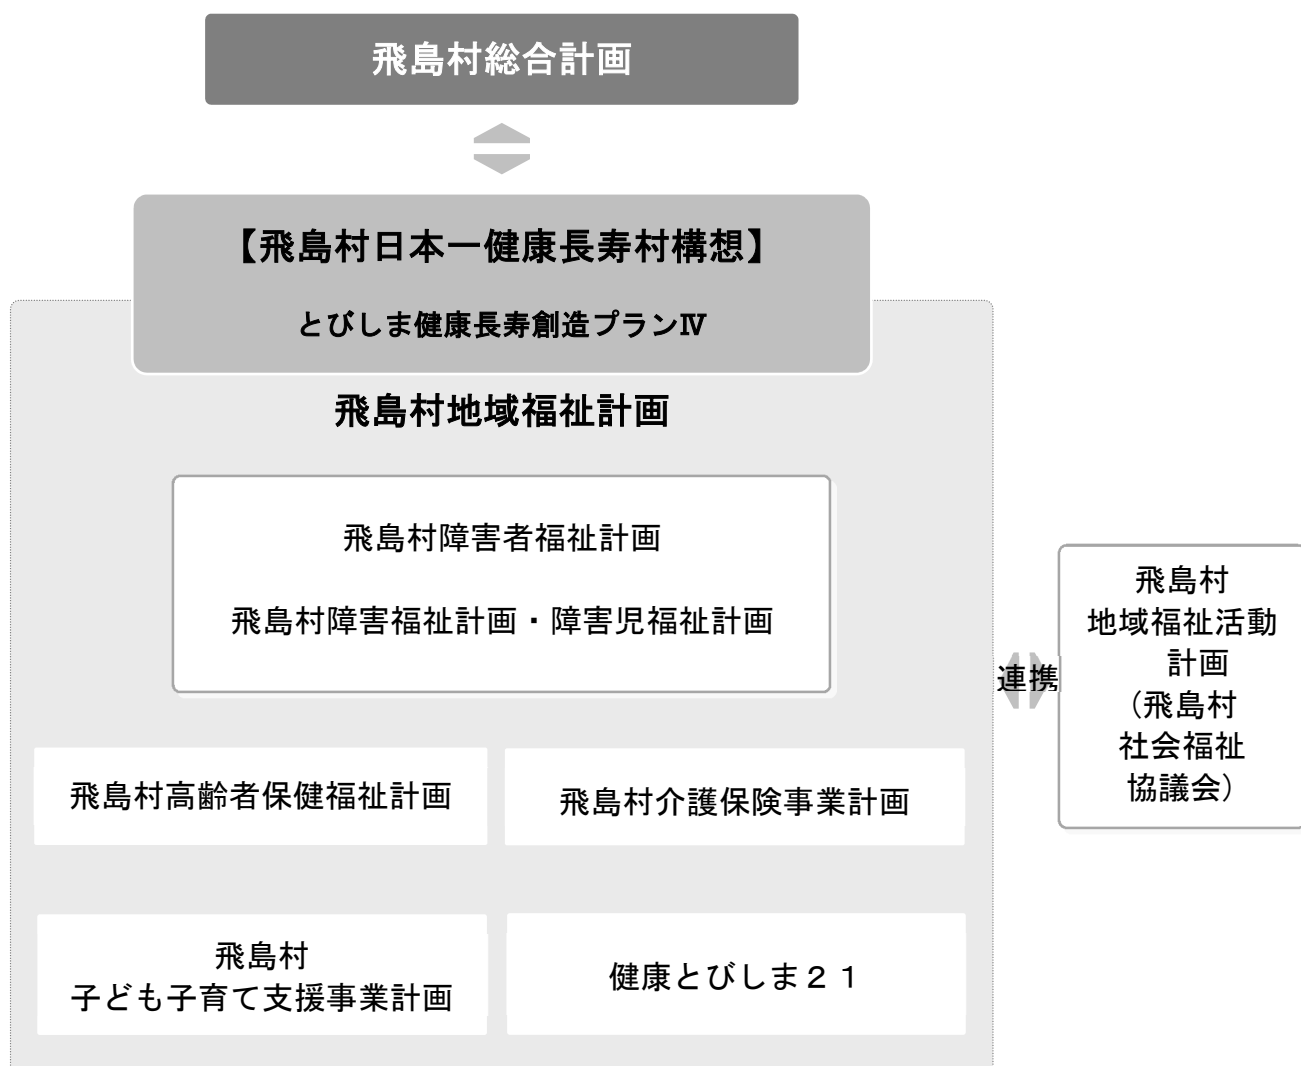 飛島村総合計画
【飛島村日本一健康長寿村構想】
とびしま健康長寿創造プランⅣ
飛島村地域福祉計画
飛島村障害者福祉計画
飛島村障害福祉計画・障害児福祉計画
飛島村高齢者保健福祉計画
飛島村介護保険事業計画
飛島村
子ども子育て支援事業計画
健康とびしま２１
連携
飛島村
地域福祉活動
計画
（飛島村
社会福祉
協議会）